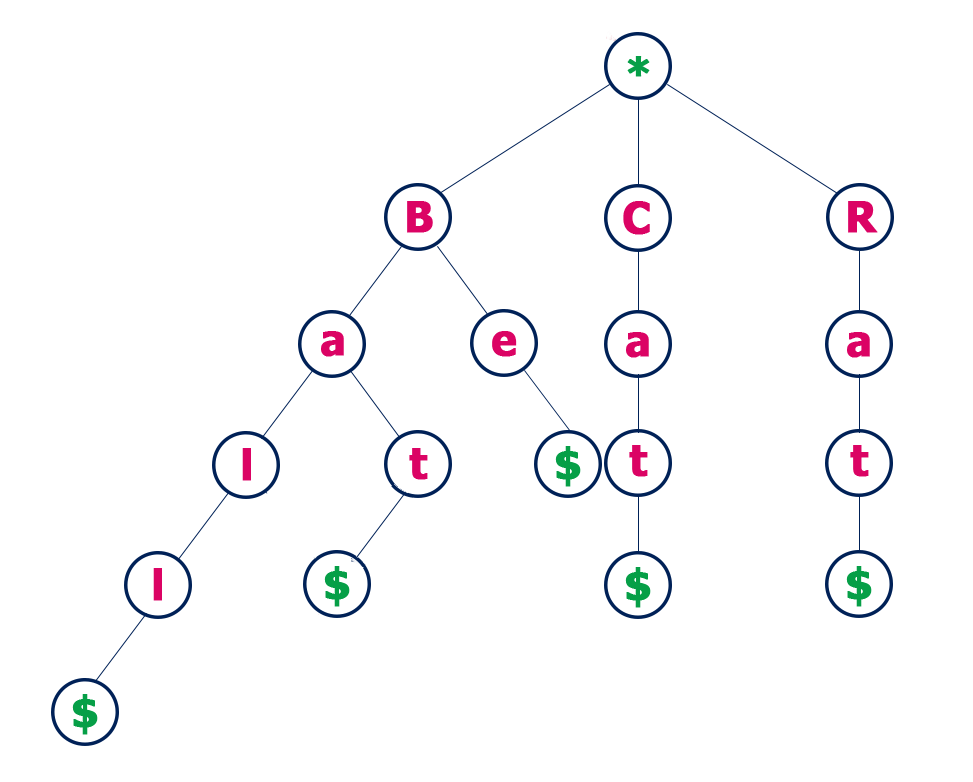 *
B C R
a e a a
l t $ t t
l $ $ $
$